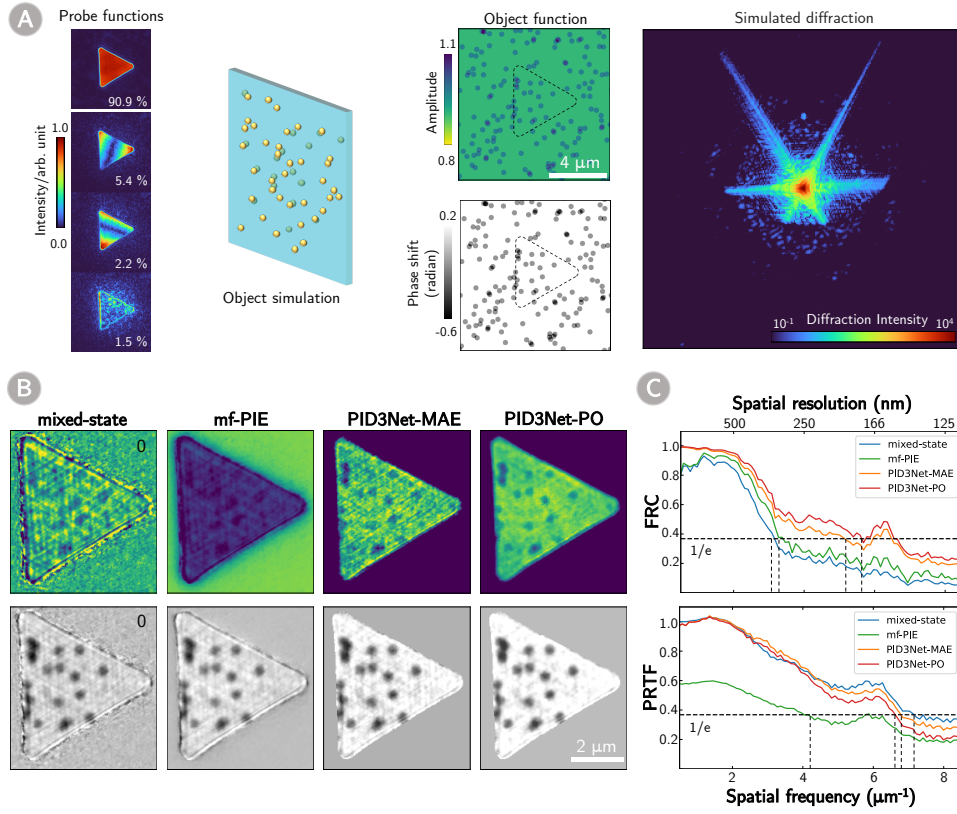 A
Probe functions
90.9 %
5.4 %
2.2 %
1.5 %
Intensity/arb. unit
1.0
0.0
Object simulation
Object function
Amplitude
1.1
0.8
4 μm
Phase shift
(radian)
0.2
-0.6
Simulated diffraction
10-1
Diffraction Intensity
104
B
mixed-state
mf-PIE
PID3Net-MAE
PID3Net-PO
0
0
2 μm
C
Spatial resolution (nm)
500
250
166
125
FRC
1.0
0.8
0.6
0.4
0.2
1/e
mixed-state
mf-PIE
PID3Net-MAE
PID3Net-PO
PRTF
1.0
0.8
0.6
0.4
0.2
1/e
mixed-state
mf-PIE
PID3Net-MAE
PID3Net-PO
2
4
6
8
Spatial frequency (μm-1)